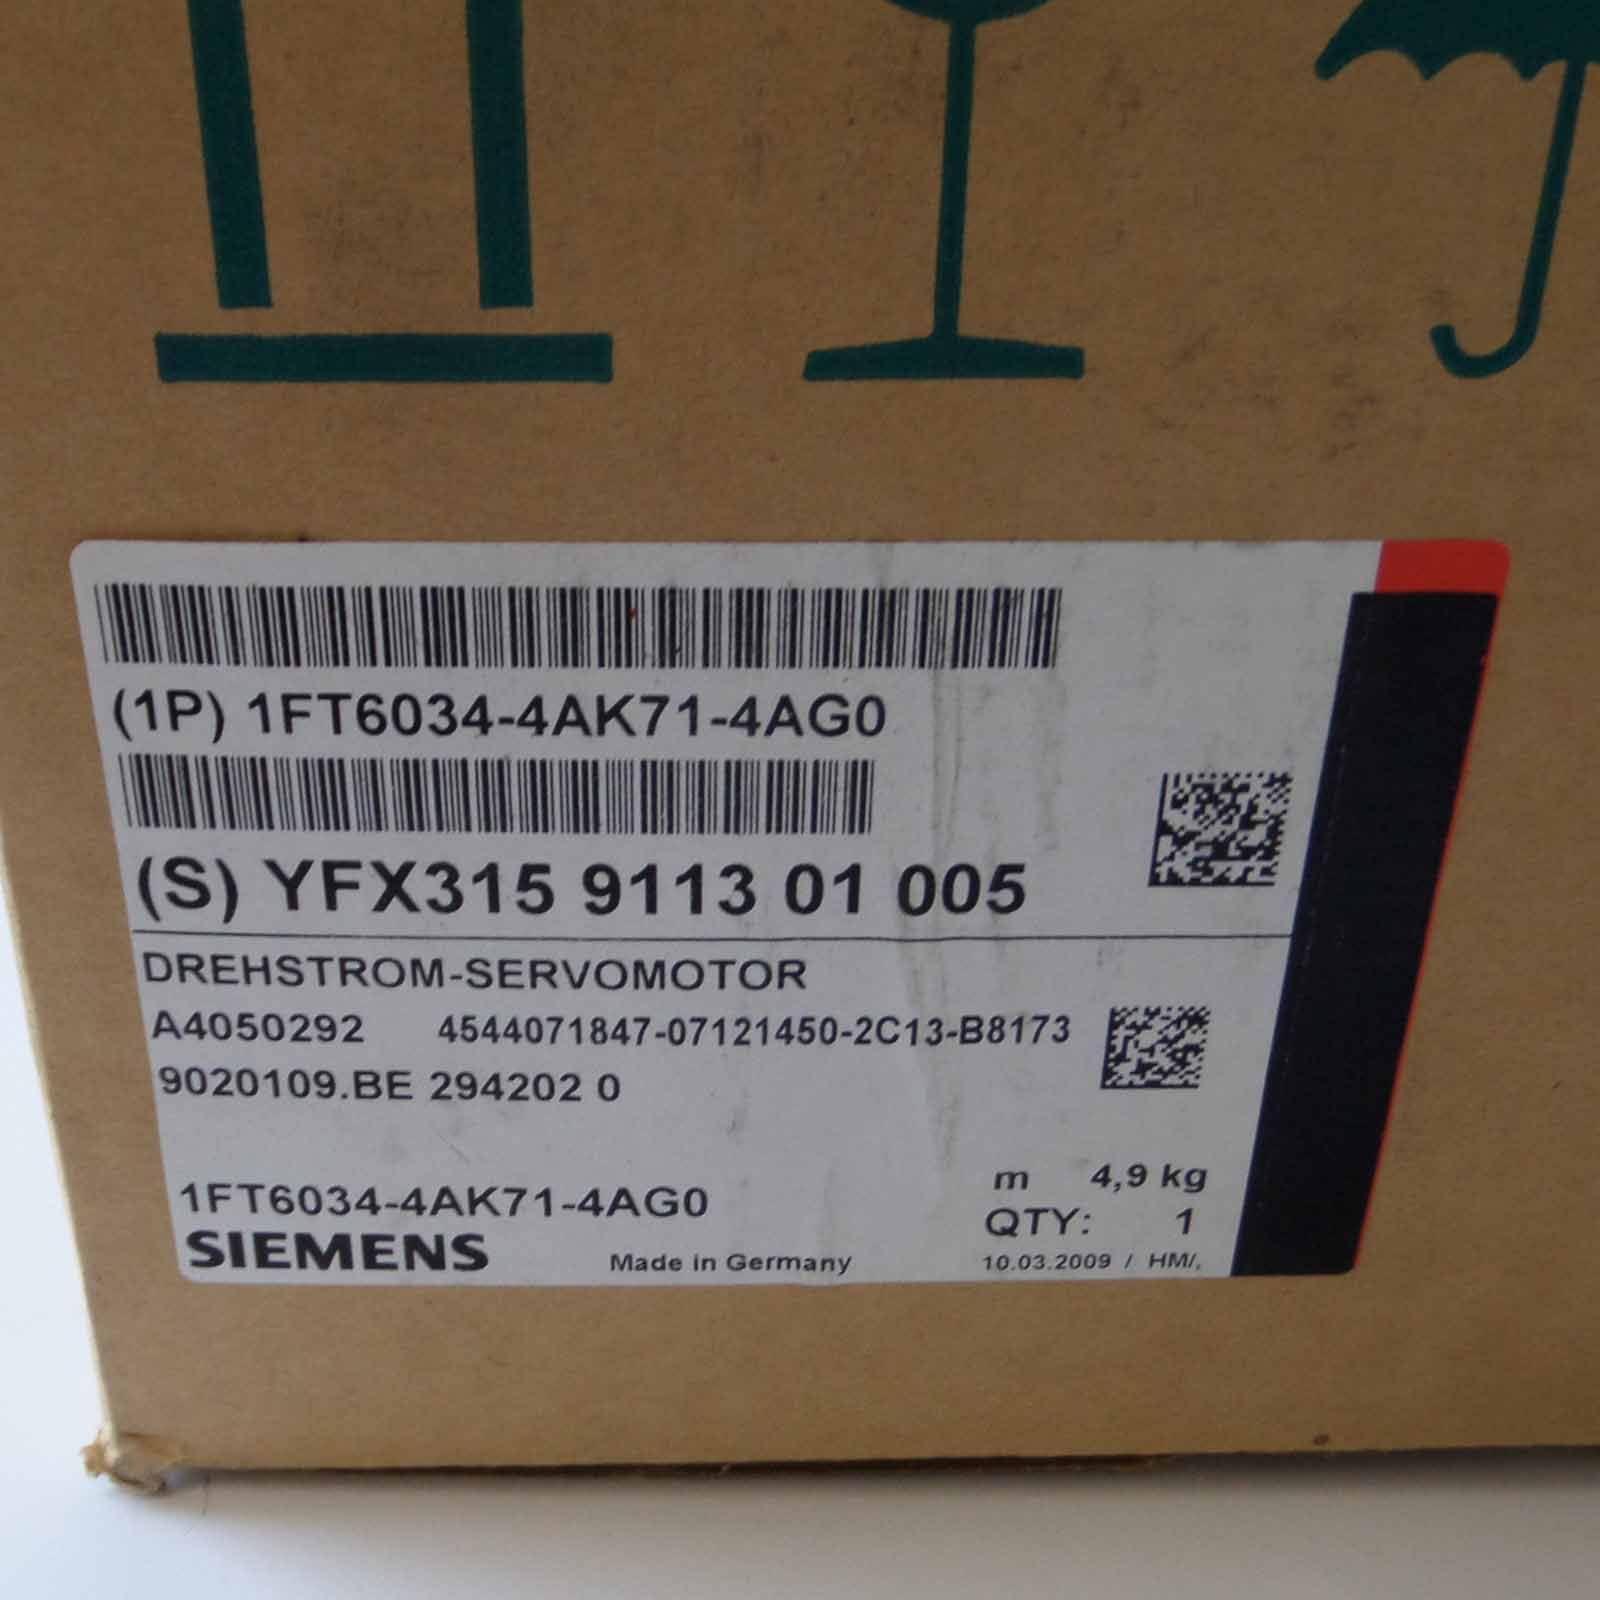 (1P) 1FT6034-4AK71-4AG0
(S) YFX315 9113 01 005
DREHSTROM-SERVOMOTOR
A4050292 4544071847-07121450-2C13-B8173
9020109.BE 294202 0
1FT6034-4AK71-4AG0
m 4,9 kg
SIEMENS
Made in Germany
QTY: 1
10.03.2009 / HM/.